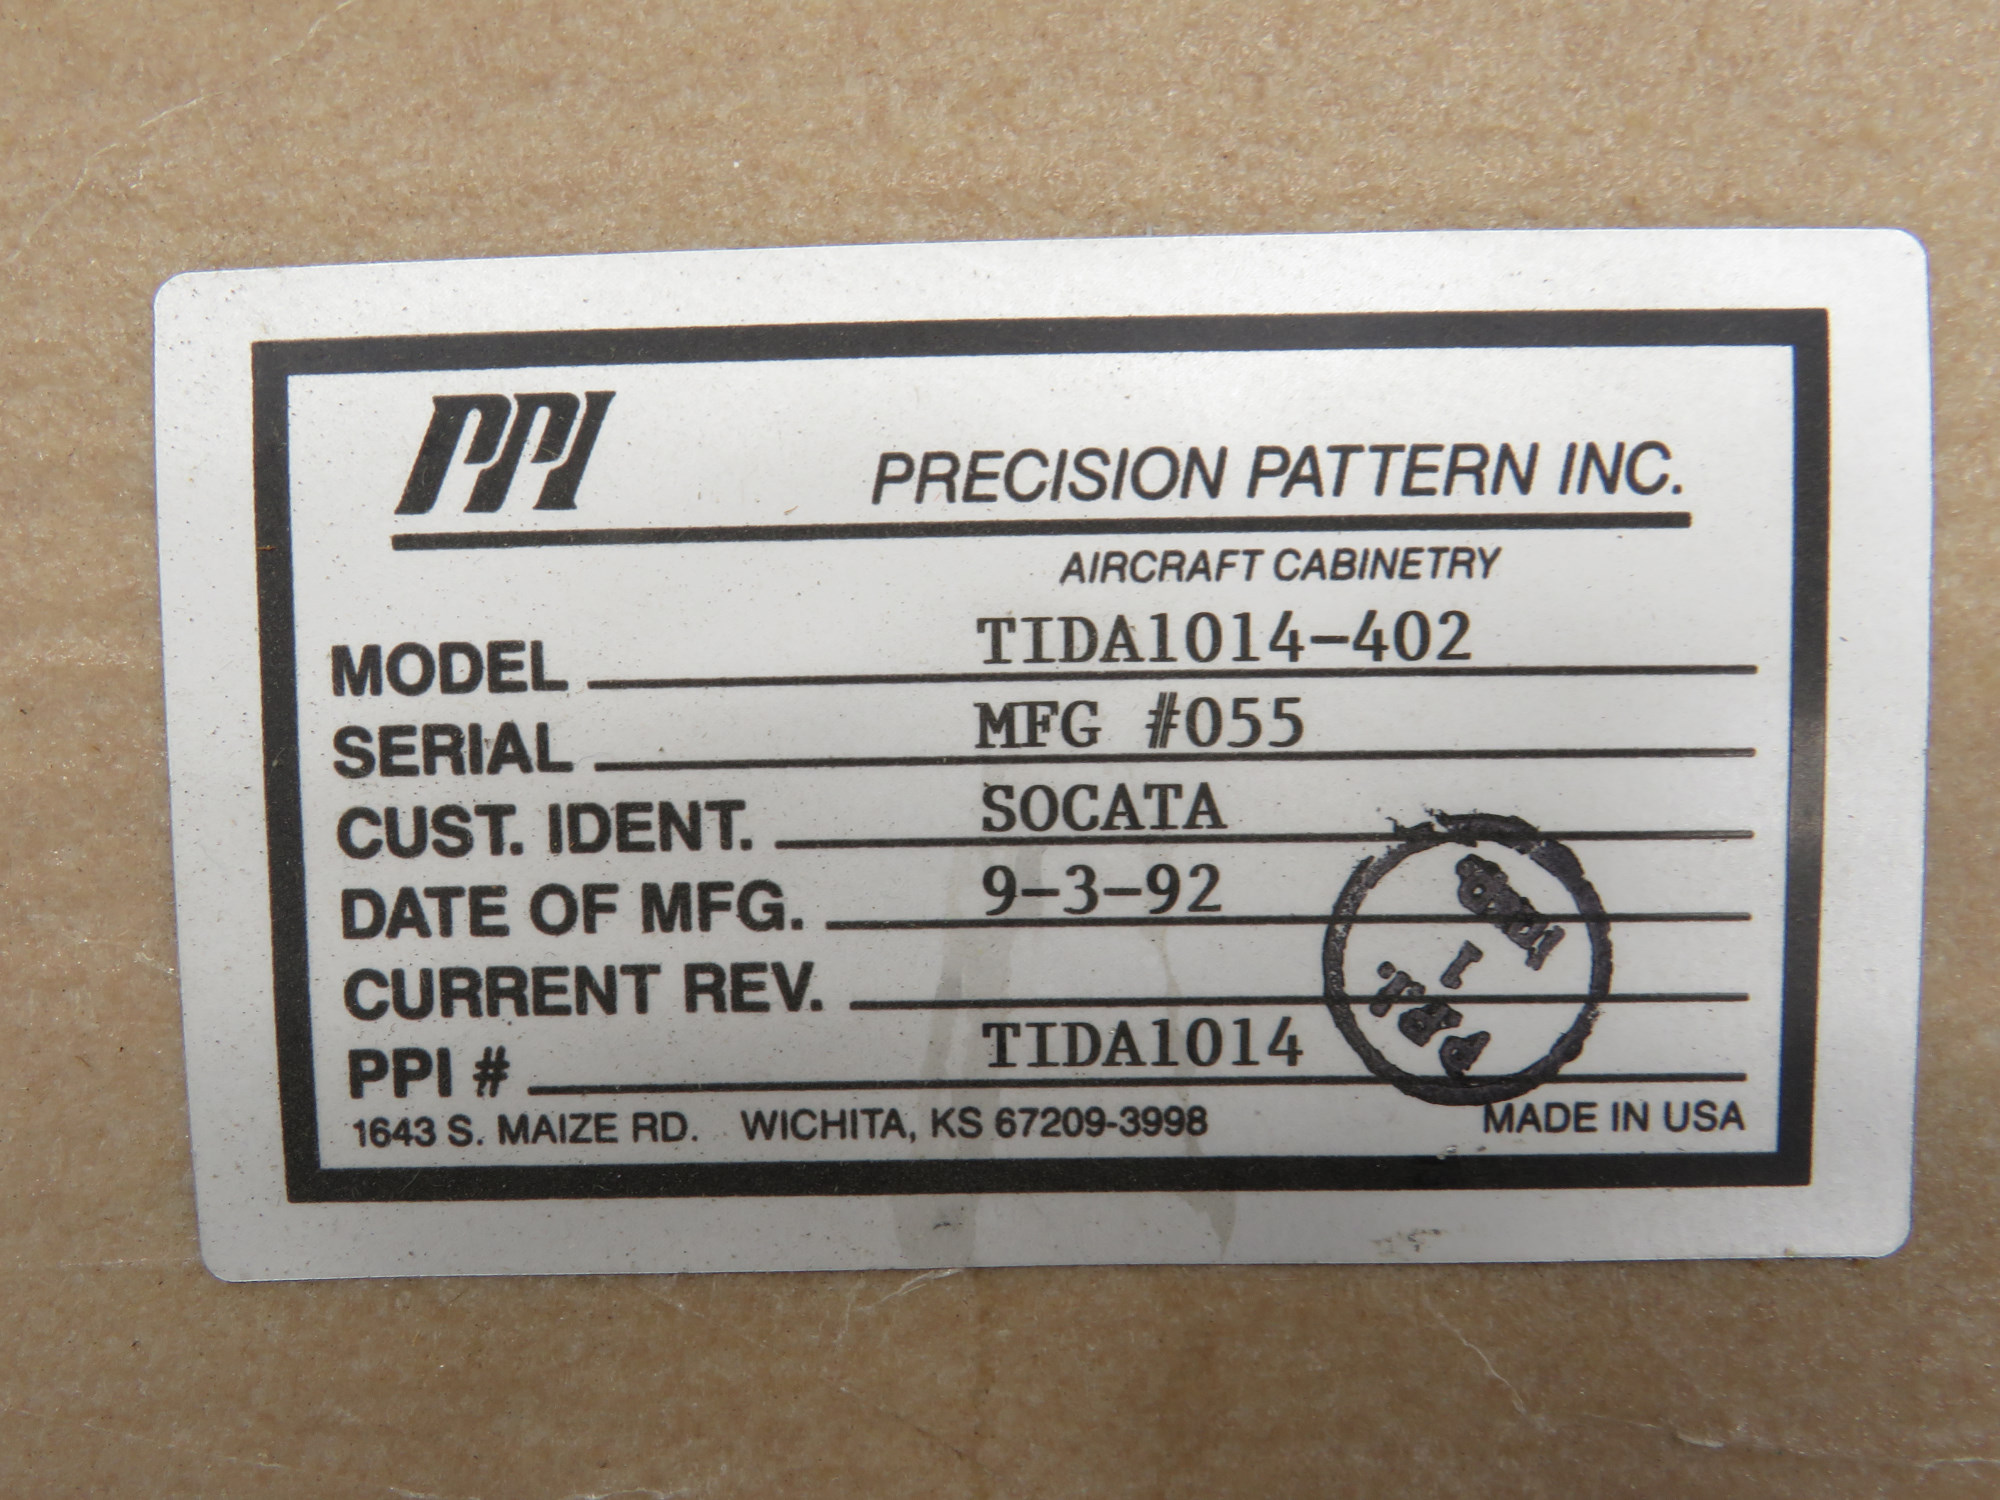 PPI
PRECISION PATTERN INC.
AIRCRAFT CABINETRY
MODEL TIDA1014-402
SERIAL MFG #055
CUST. IDENT. SOCATA
DATE OF MFG. 9-3-92
CURRENT REV.
PPI # TIDA1014
1643 S. MAIZE RD. WICHITA, KS 67209-3998 MADE IN USA